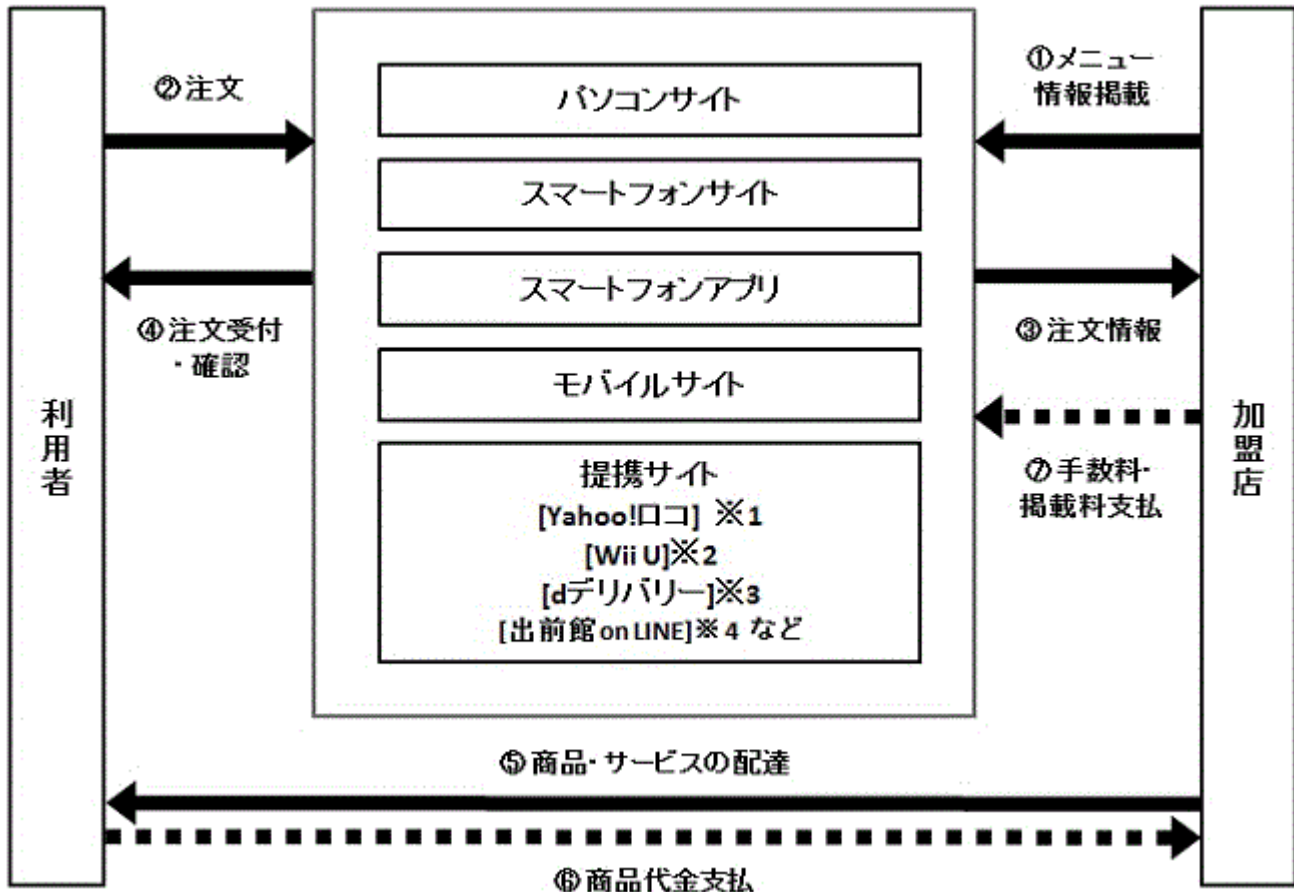 ②注文
①メニュー
情報掲載
パソコンサイト
スマートフォンサイト
スマートフォンアプリ
④注文受付
・確認
③注文情報
モバイルサイト
利用者
加盟店
⑦手数料・
掲載料支払
提携サイト
[Yahoo!ロコ] ※1
[Wii U]※2
[dデリバリー]※3
[出前館 on LINE]※4 など
⑤商品・サービスの配達
⑥商品代金支払